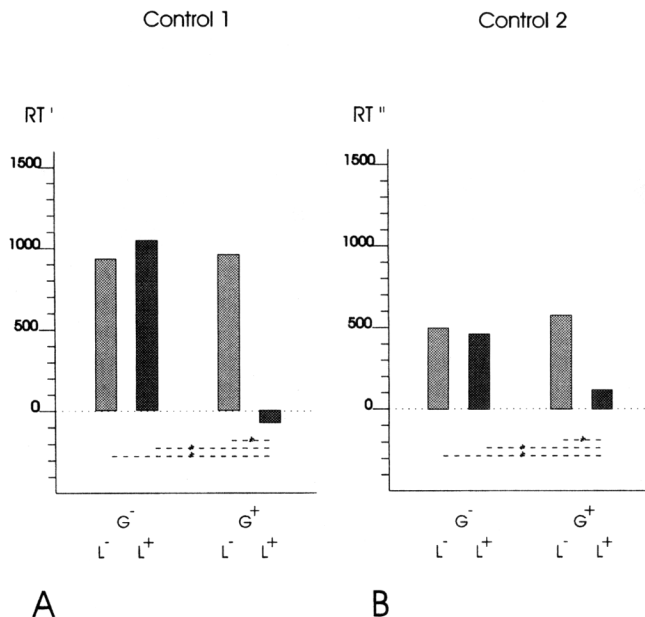 Control 1
Control 2
RT '
RT "
1500
1000
500
0
1500
1000
500
0
G⁻ G⁺
L⁻ L⁺ L⁻ L⁺
G⁻ G⁺
L⁻ L⁺ L⁻ L⁺
A
B